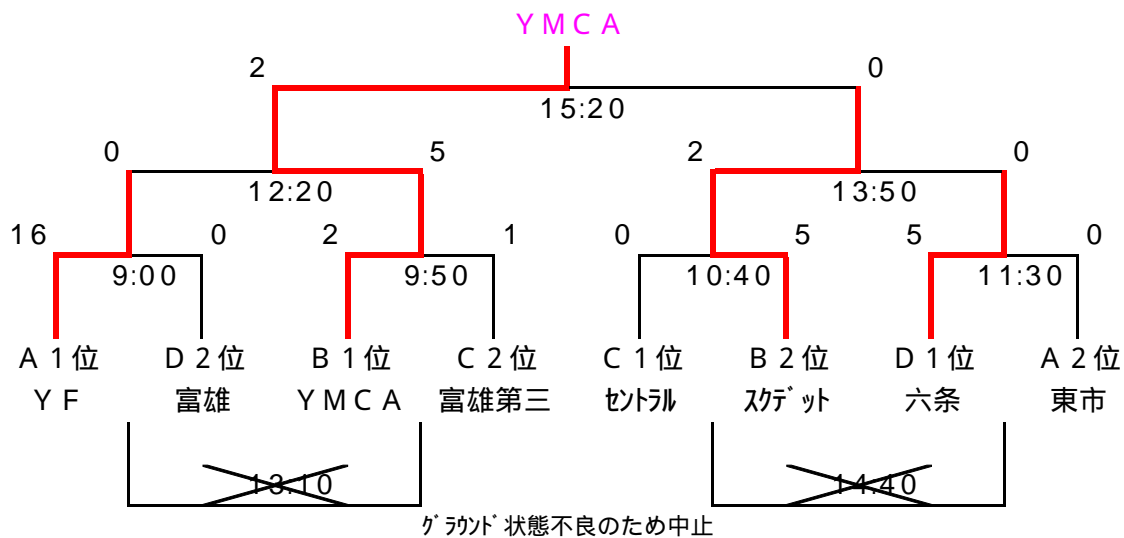 YMCA
2 0
15:20
0 5 2 0
12:20 13:50
16 0 2 1 0 5 5 0
9:00 9:50 10:40 11:30
A1位 D2位 B1位 C2位 C1位 B2位 D1位 A2位
YF 富雄 YMCA 富雄第三 ｾﾝﾄﾗﾙ ｽｸﾃﾞｯﾄ 六条 東市
13:10 14:40
ｸﾞﾗｳﾝﾄﾞ状態不良のため中止